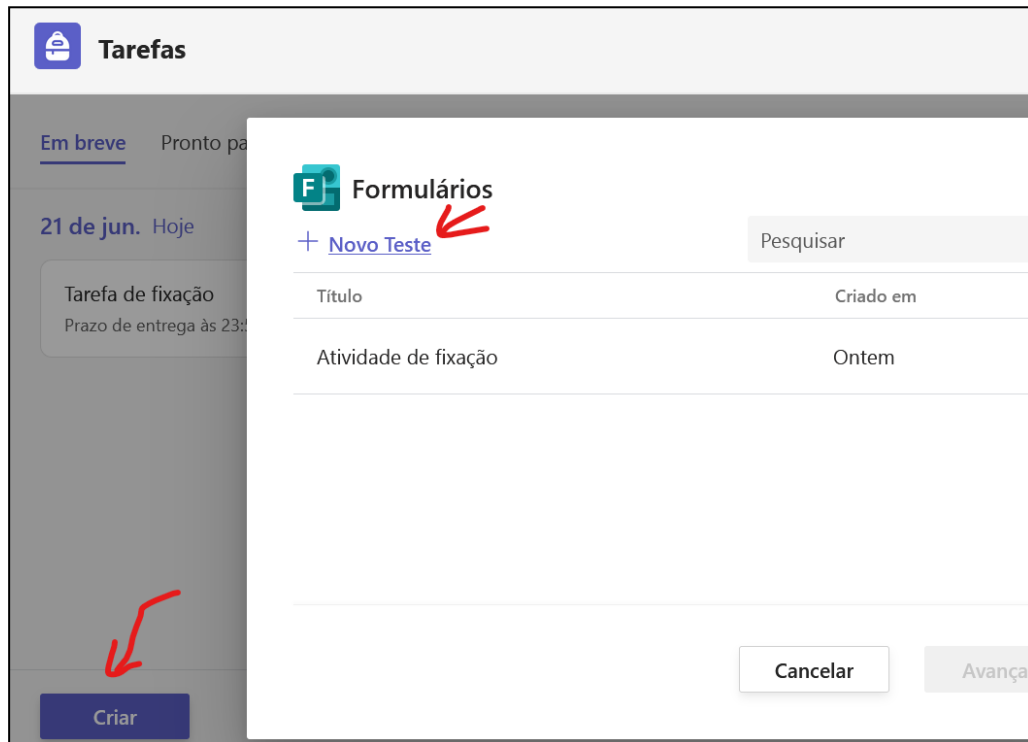 Tarefas
Em breve Pronto pa
21 de jun. Hoje
Tarefa de fixação
Prazo de entrega às 23:5
Criar
F Formulários
+ Novo Teste
Pesquisar
Título Criado em
Atividade de fixação Ontem
Cancelar Avança